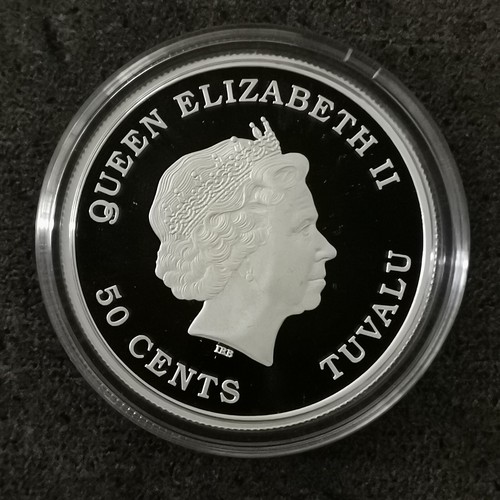 QUEEN ELIZABETH II
IRB
50 CENTS
TUVALU